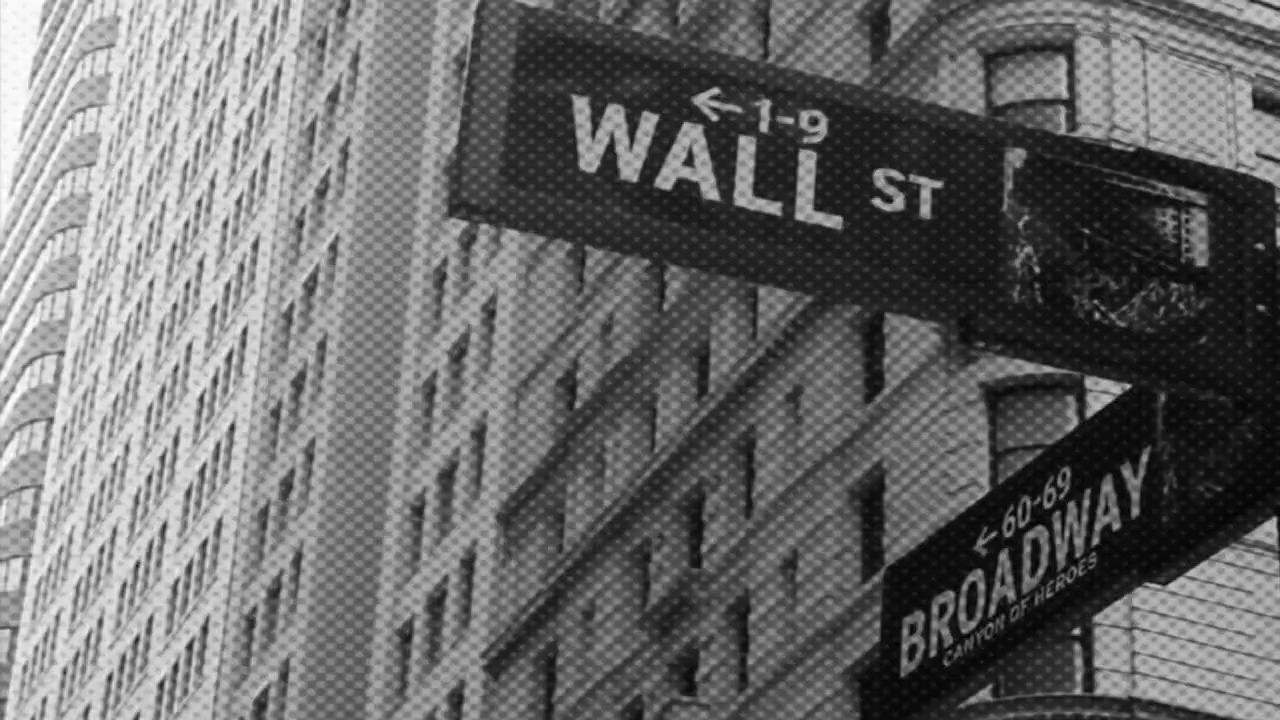 ←1-9
WALL ST
←60-69
BROADWAY
CANYON OF HEROES